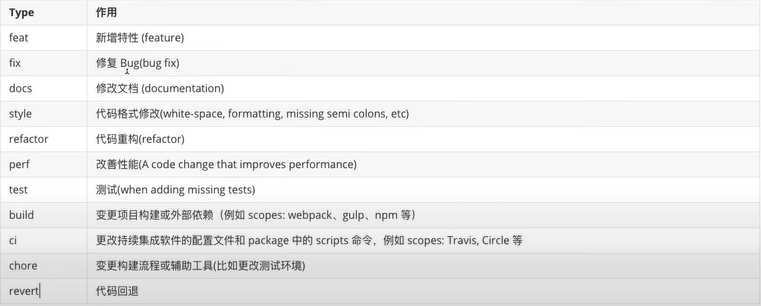 Type 作用
feat 新增特性 (feature)
fix 修复 Bug(bug fix)
docs 修改文档 (documentation)
style 代码格式修改(white-space, formatting, missing semi colons, etc)
refactor 代码重构(refactor)
perf 改善性能(A code change that improves performance)
test 测试(when adding missing tests)
build 变更项目构建或外部依赖（例如 scopes: webpack、gulp、npm 等）
ci 更改持续集成软件的配置文件和 package 中的 scripts 命令，例如 scopes: Travis, Circle 等
chore 变更构建流程或辅助工具(比如更改测试环境)
revert 代码回退